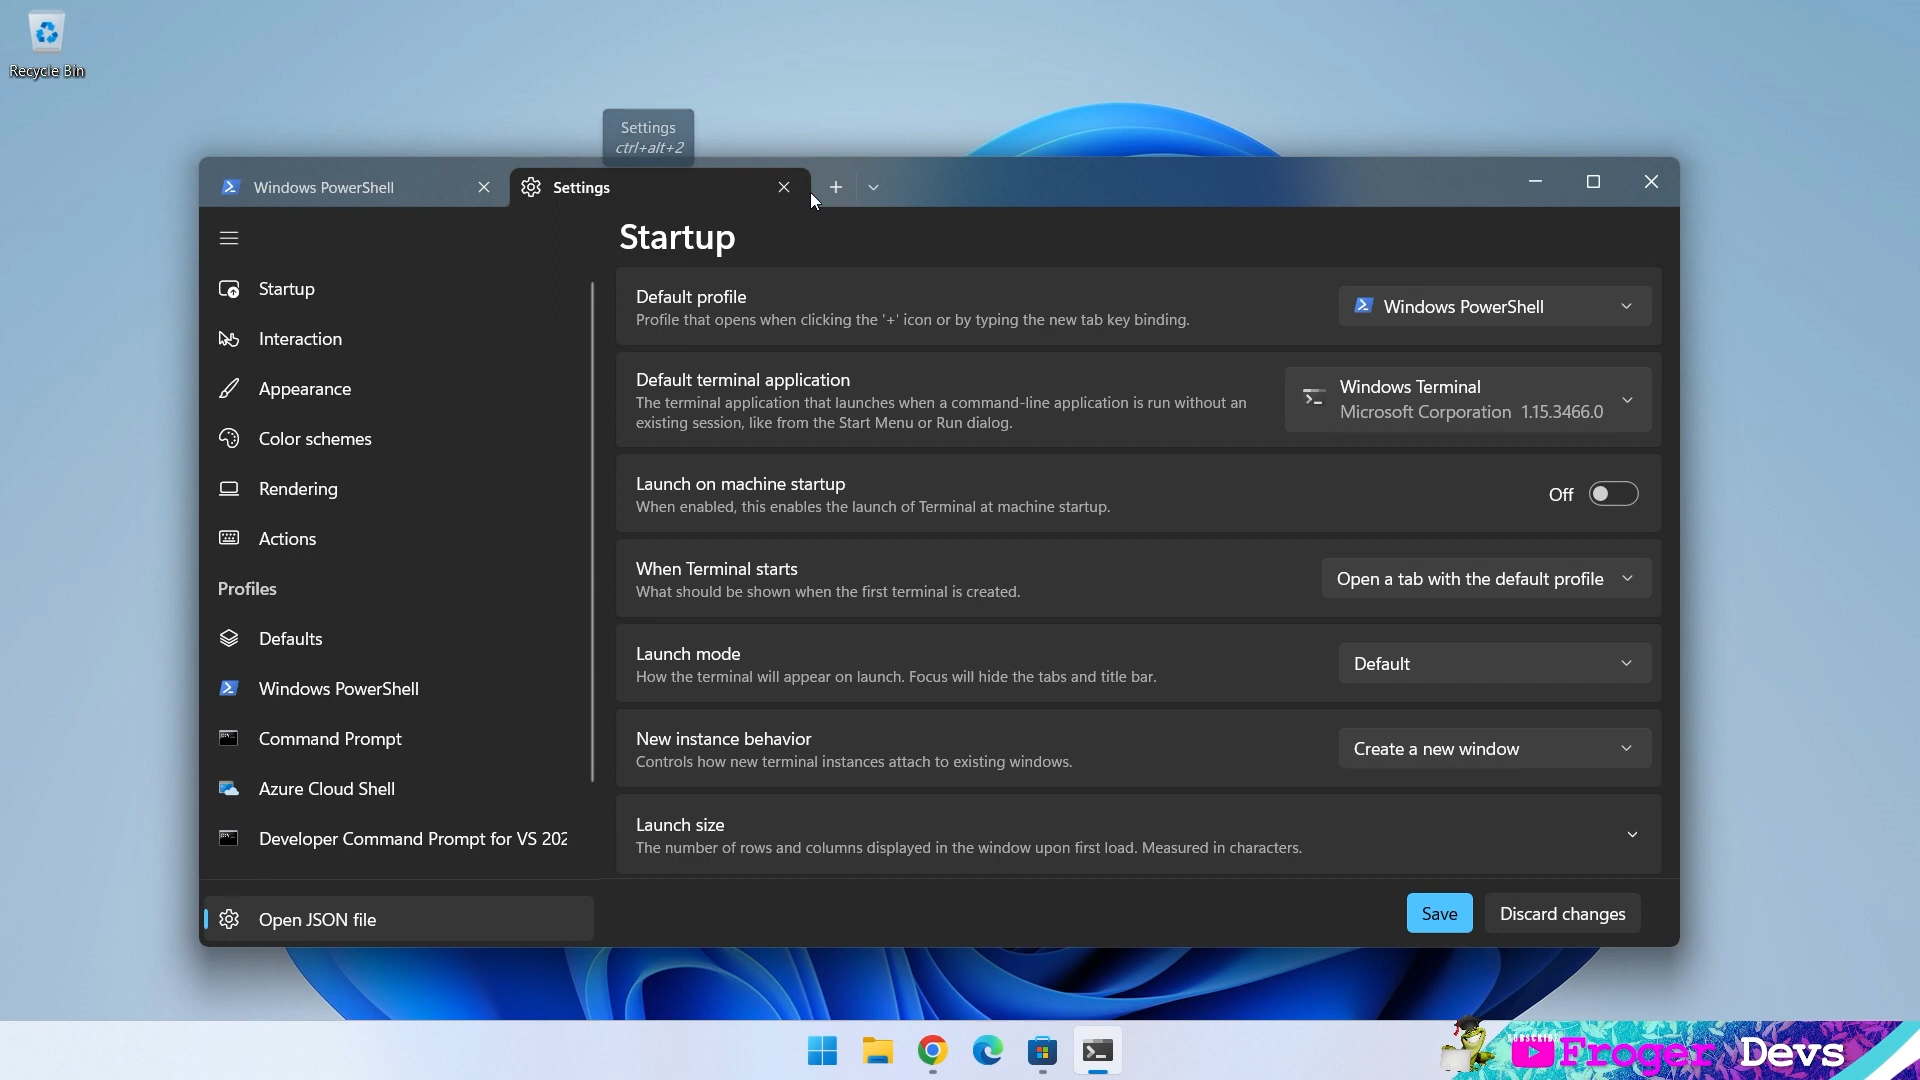 Recycle Bin
Settings
ctrl+alt+2
Windows PowerShell
Settings
Startup
Interaction
Appearance
Color schemes
Rendering
Actions
Profiles
Defaults
Windows PowerShell
Command Prompt
Azure Cloud Shell
Developer Command Prompt for VS 202
Open JSON file
Startup
Default profile
Profile that opens when clicking the '+' icon or by typing the new tab key binding.
Windows PowerShell
Default terminal application
The terminal application that launches when a command-line application is run without an
existing session, like from the Start Menu or Run dialog.
Windows Terminal
Microsoft Corporation 1.15.3466.0
Launch on machine startup
When enabled, this enables the launch of Terminal at machine startup.
Off
When Terminal starts
What should be shown when the first terminal is created.
Open a tab with the default profile
Launch mode
How the terminal will appear on launch. Focus will hide the tabs and title bar.
Default
New instance behavior
Controls how new terminal instances attach to existing windows.
Create a new window
Launch size
The number of rows and columns displayed in the window upon first load. Measured in characters.
Save
Discard changes
SUBSCRIBE
Froger Devs